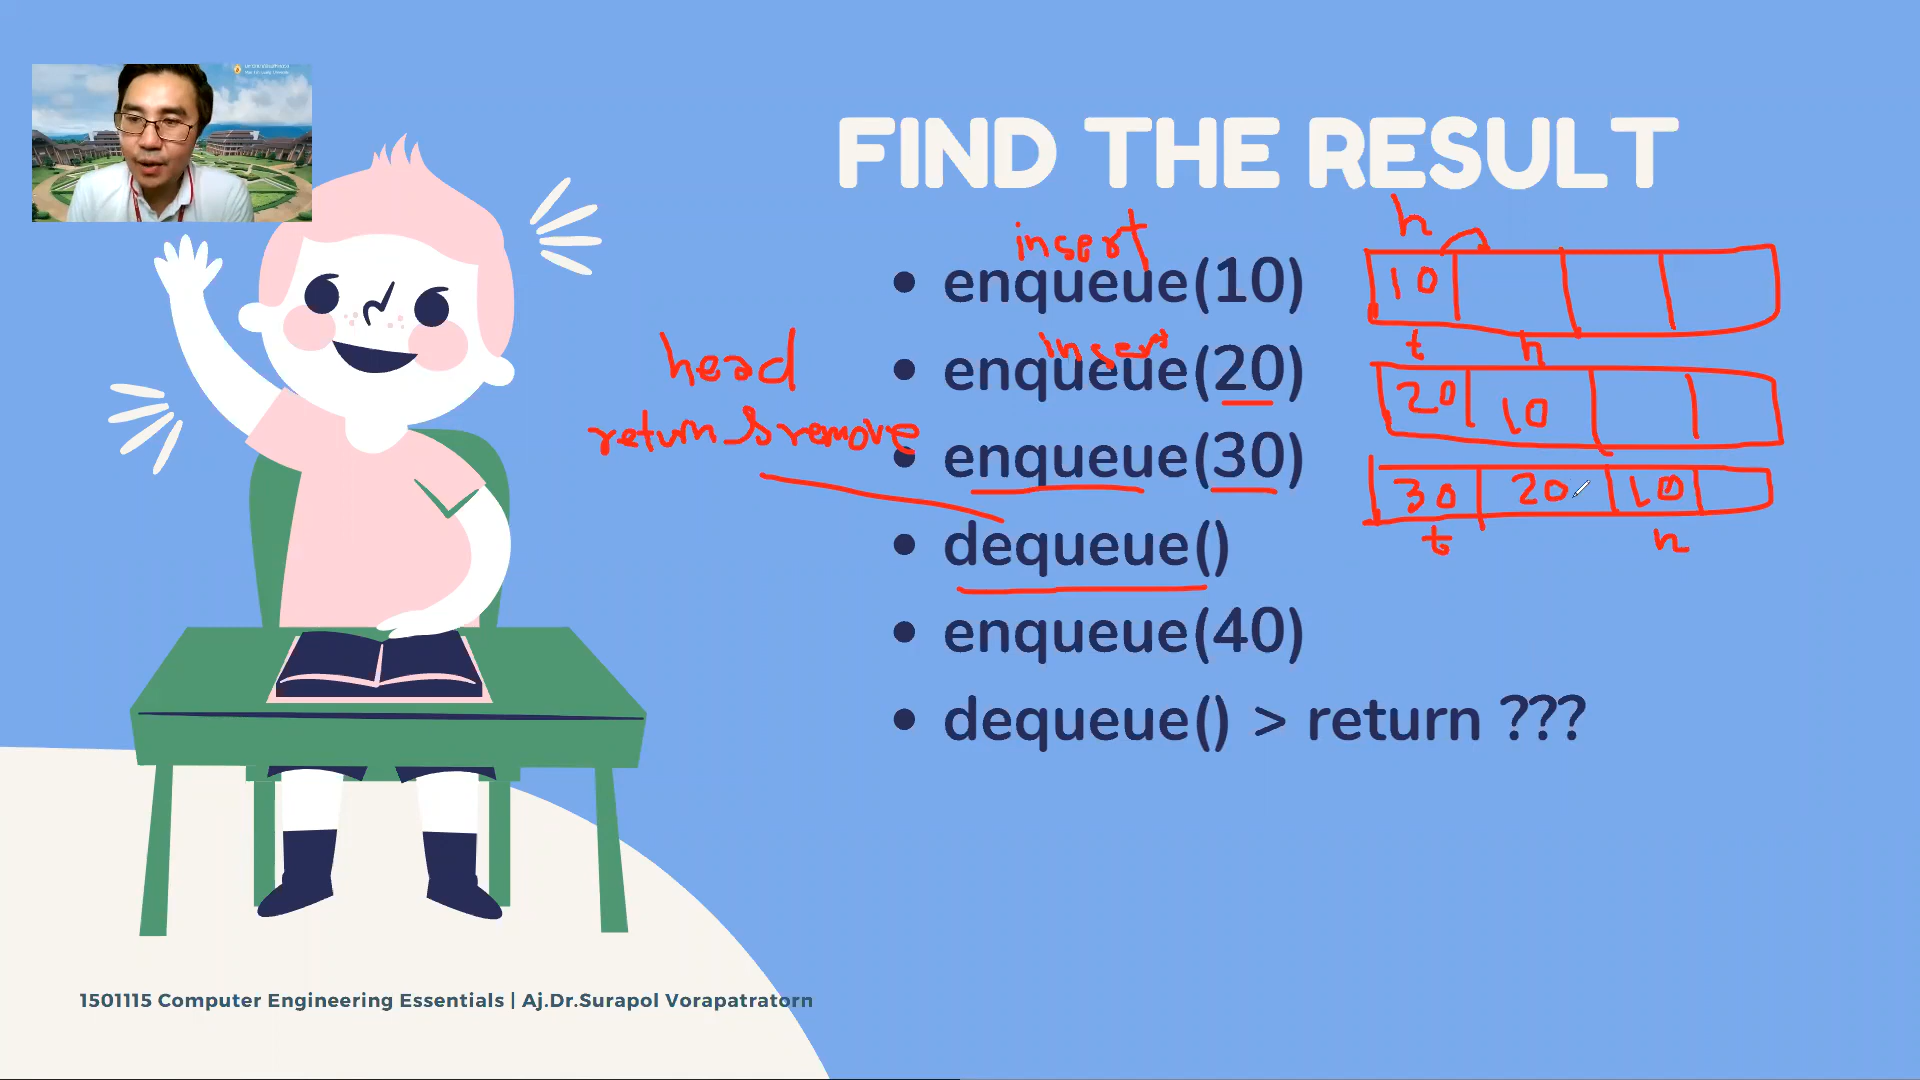 FIND THE RESULT
h
insert
• enqueue(10)
10
t
h
insert
• enqueue(20)
20 10
head
return & remove
• enqueue(30)
30 20 10
t h
• dequeue()
• enqueue(40)
• dequeue() > return ???
1501115 Computer Engineering Essentials | Aj.Dr.Surapol Vorapatratorn